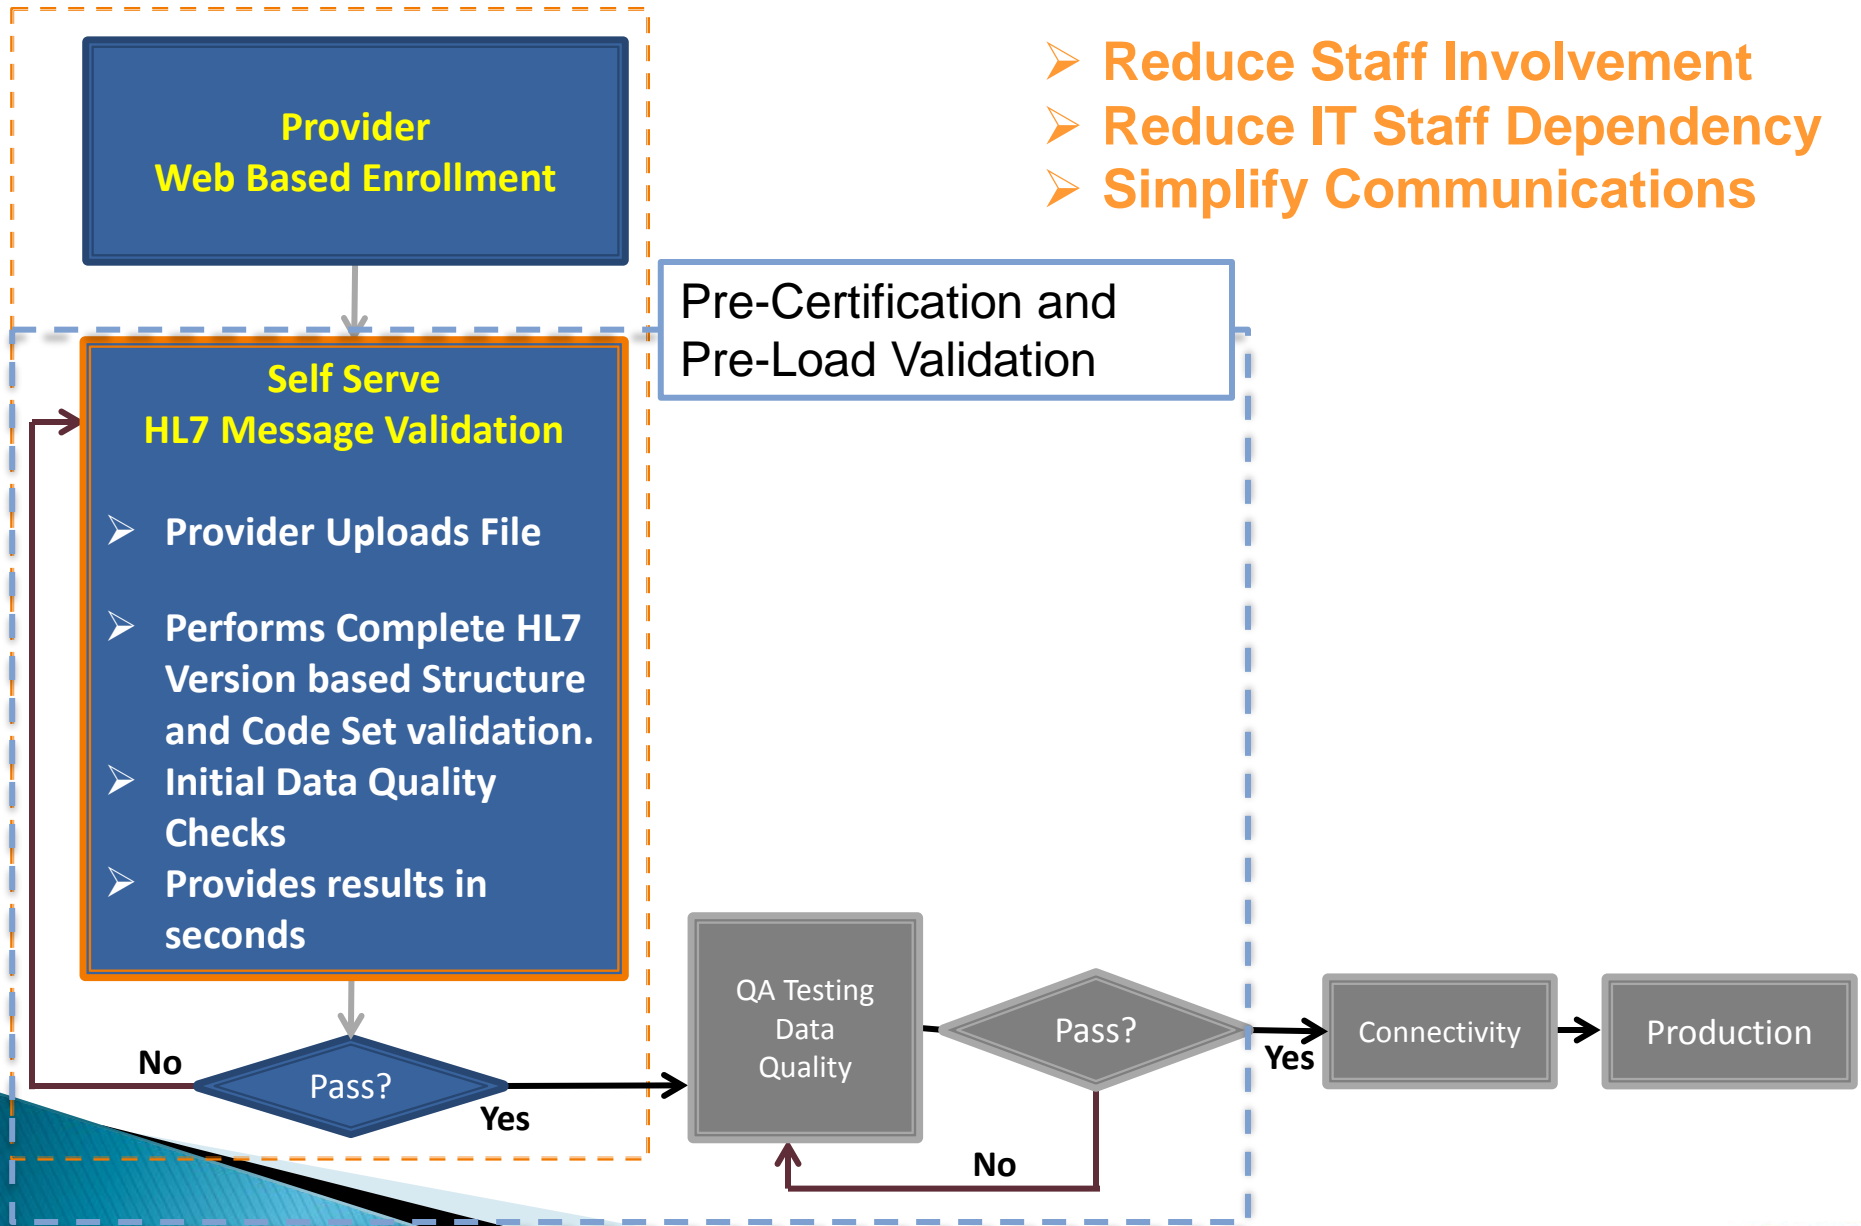 Provider
Web Based Enrollment
➢ Reduce Staff Involvement
➢ Reduce IT Staff Dependency
➢ Simplify Communications
Pre-Certification and
Pre-Load Validation
Self Serve
HL7 Message Validation
➢ Provider Uploads File
➢ Performs Complete HL7
Version based Structure
and Code Set validation.
➢ Initial Data Quality
Checks
➢ Provides results in
seconds
No
Pass?
Yes
QA Testing
Data
Quality
Pass?
No
Yes
Connectivity
Production